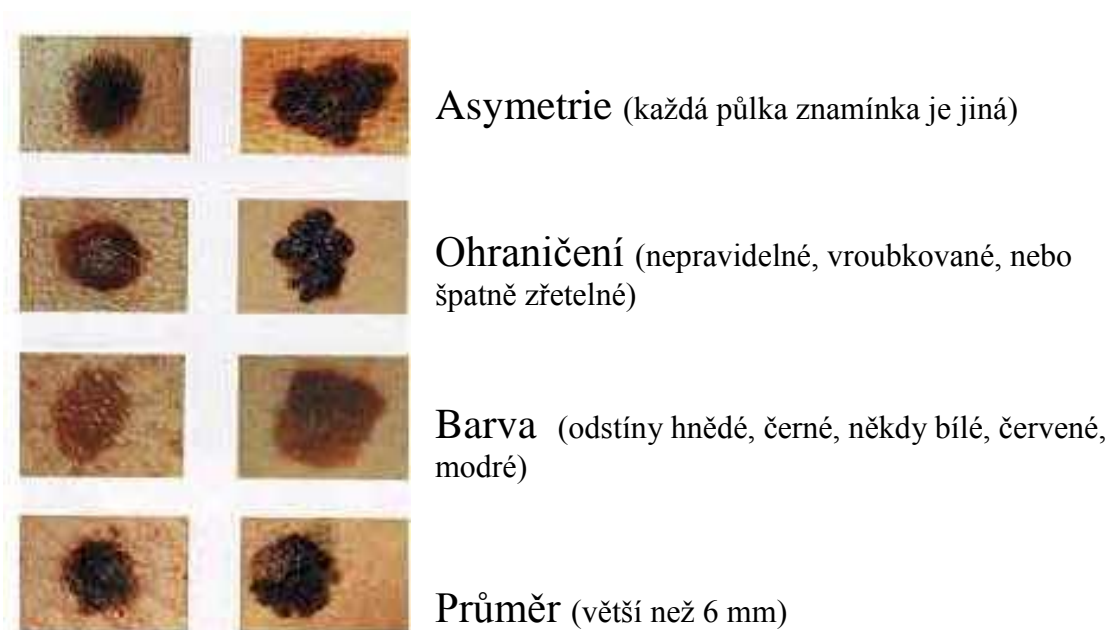 Asymetrie (každá půlka znamínka je jiná)
Ohraničení (nepravidelné, vroubkované, nebo
špatně zřetelné)
Barva (odstíny hnědé, černé, někdy bílé, červené,
modré)
Průměr (větší než 6 mm)